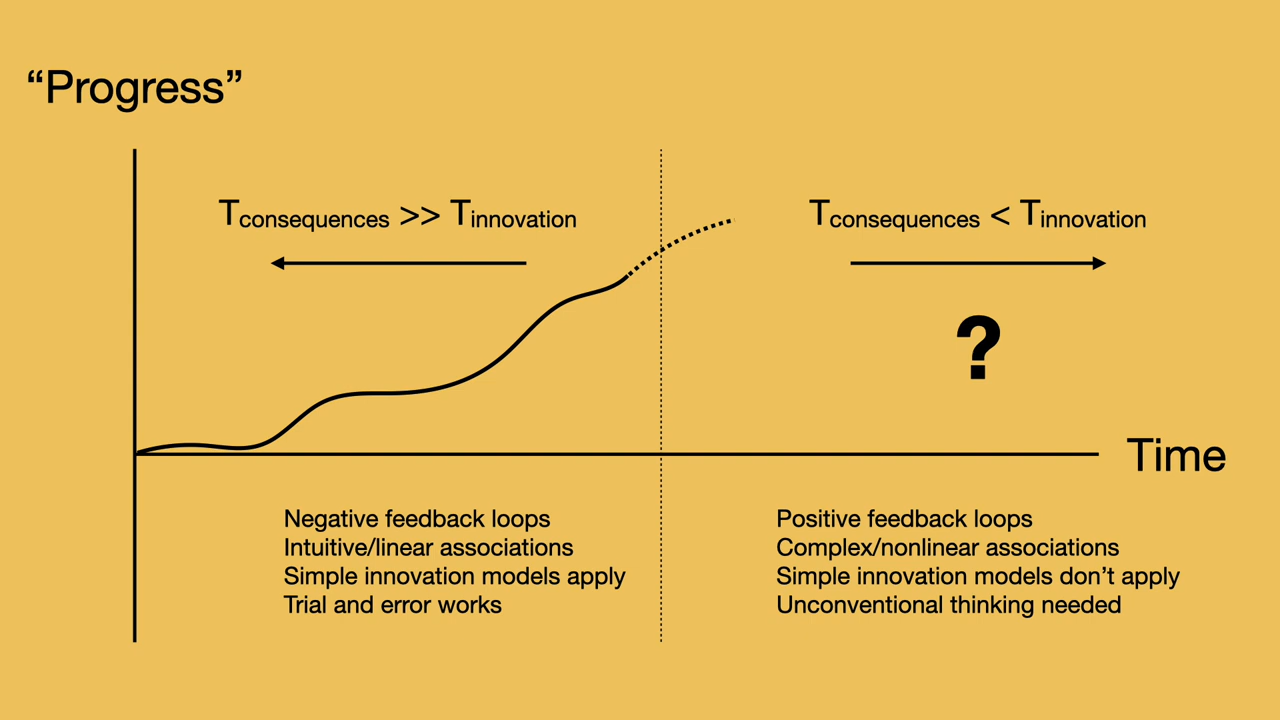 “Progress”
Tconsequences >> Tinnovation
Tconsequences < Tinnovation
?
Time
Negative feedback loops
Intuitive/linear associations
Simple innovation models apply
Trial and error works
Positive feedback loops
Complex/nonlinear associations
Simple innovation models don’t apply
Unconventional thinking needed